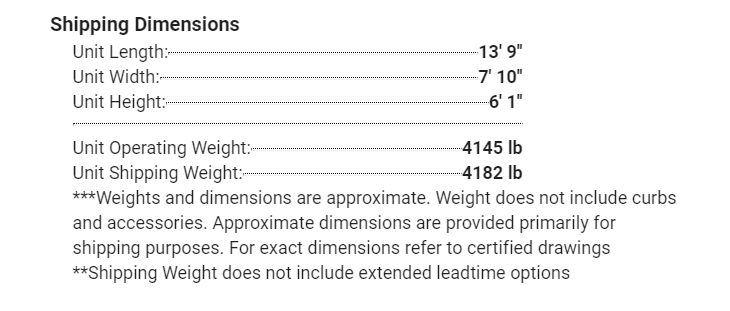 Shipping Dimensions
Unit Length: 13' 9"
Unit Width: 7' 10"
Unit Height: 6' 1"
Unit Operating Weight: 4145 lb
Unit Shipping Weight: 4182 lb
***Weights and dimensions are approximate. Weight does not include curbs
and accessories. Approximate dimensions are provided primarily for
shipping purposes. For exact dimensions refer to certified drawings
**Shipping Weight does not include extended leadtime options